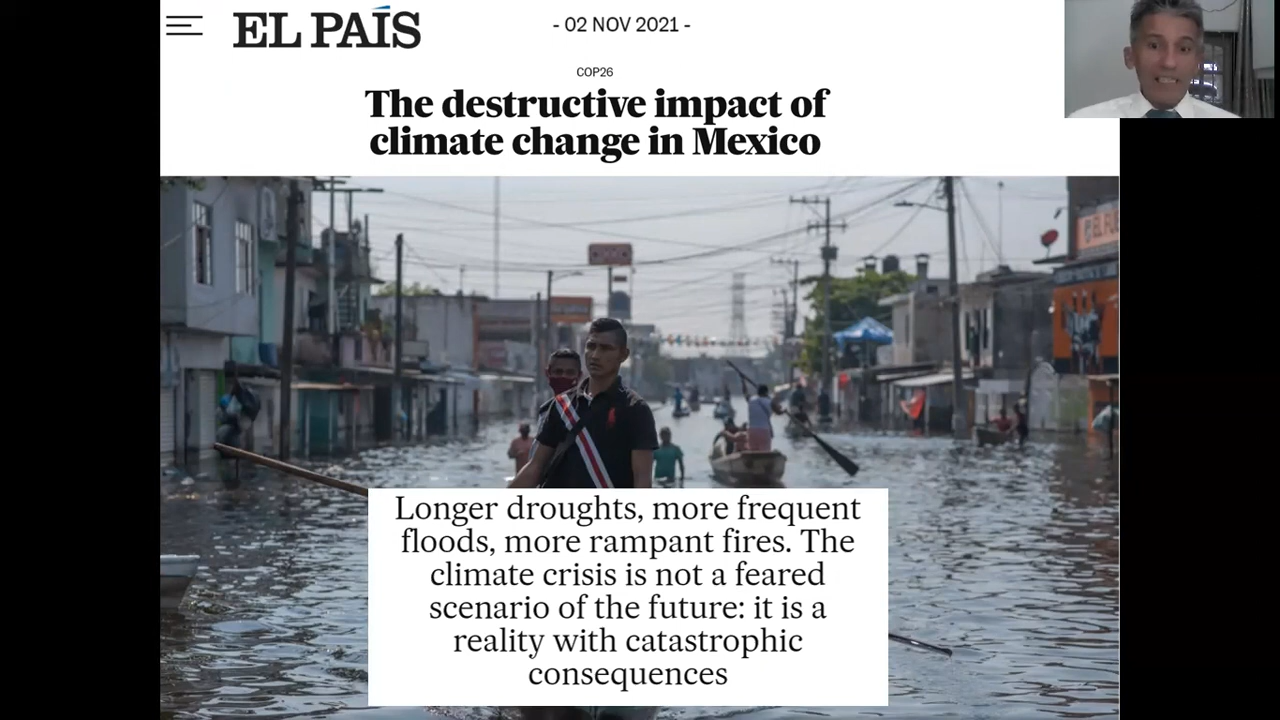 EL PAÍS
- 02 NOV 2021 -
COP26
The destructive impact of
climate change in Mexico
Longer droughts, more frequent
floods, more rampant fires. The
climate crisis is not a feared
scenario of the future: it is a
reality with catastrophic
consequences